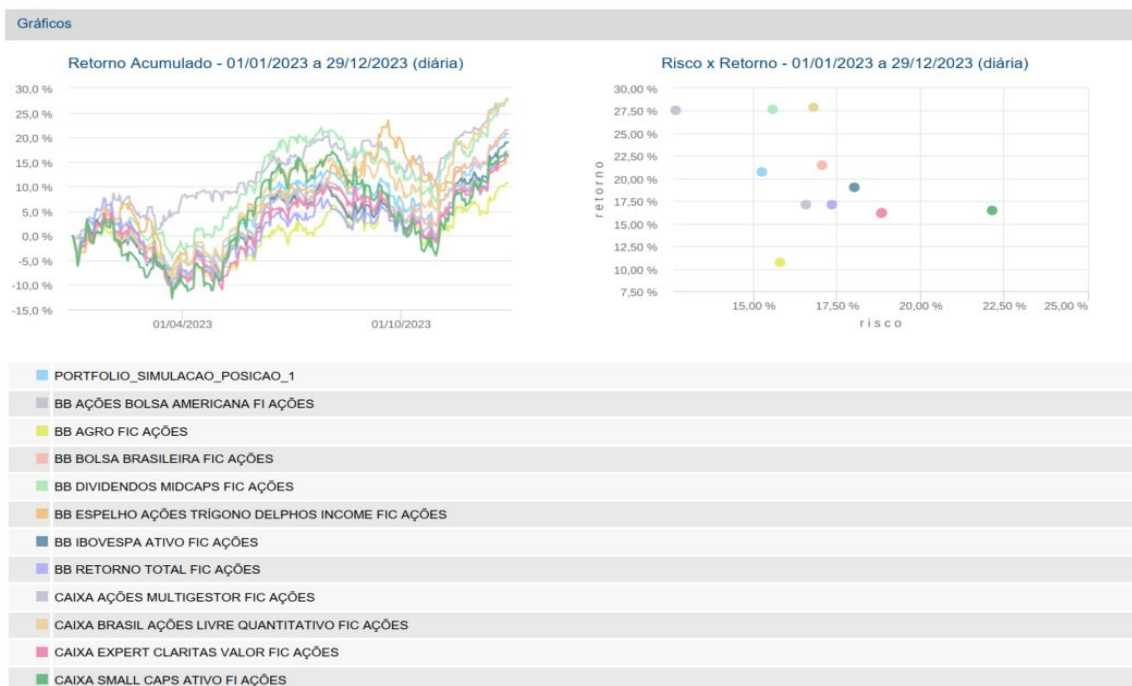 Gráficos
Retorno Acumulado - 01/01/2023 a 29/12/2023 (diária)
30,0 %
25,0 %
20,0 %
15,0 %
10,0 %
5,0 %
0,0 %
-5,0 %
-10,0 %
-15,0 %
01/04/2023
01/10/2023
Risco x Retorno - 01/01/2023 a 29/12/2023 (diária)
30,00 %
27,50 %
25,00 %
22,50 %
20,00 %
17,50 %
15,00 %
12,50 %
10,00 %
7,50 %
retorno
15,00 %
17,50 %
20,00 %
22,50 %
25,00 %
risco
PORTFOLIO_SIMULACAO_POSICAO_1
BB AÇÕES BOLSA AMERICANA FI AÇÕES
BB AGRO FIC AÇÕES
BB BOLSA BRASILEIRA FIC AÇÕES
BB DIVIDENDOS MIDCAPS FIC AÇÕES
BB ESPELHO AÇÕES TRÍGONO DELPHOS INCOME FIC AÇÕES
BB IBOVESPA ATIVO FIC AÇÕES
BB RETORNO TOTAL FIC AÇÕES
CAIXA AÇÕES MULTIGESTOR FIC AÇÕES
CAIXA BRASIL AÇÕES LIVRE QUANTITATIVO FIC AÇÕES
CAIXA EXPERT CLARITAS VALOR FIC AÇÕES
CAIXA SMALL CAPS ATIVO FI AÇÕES